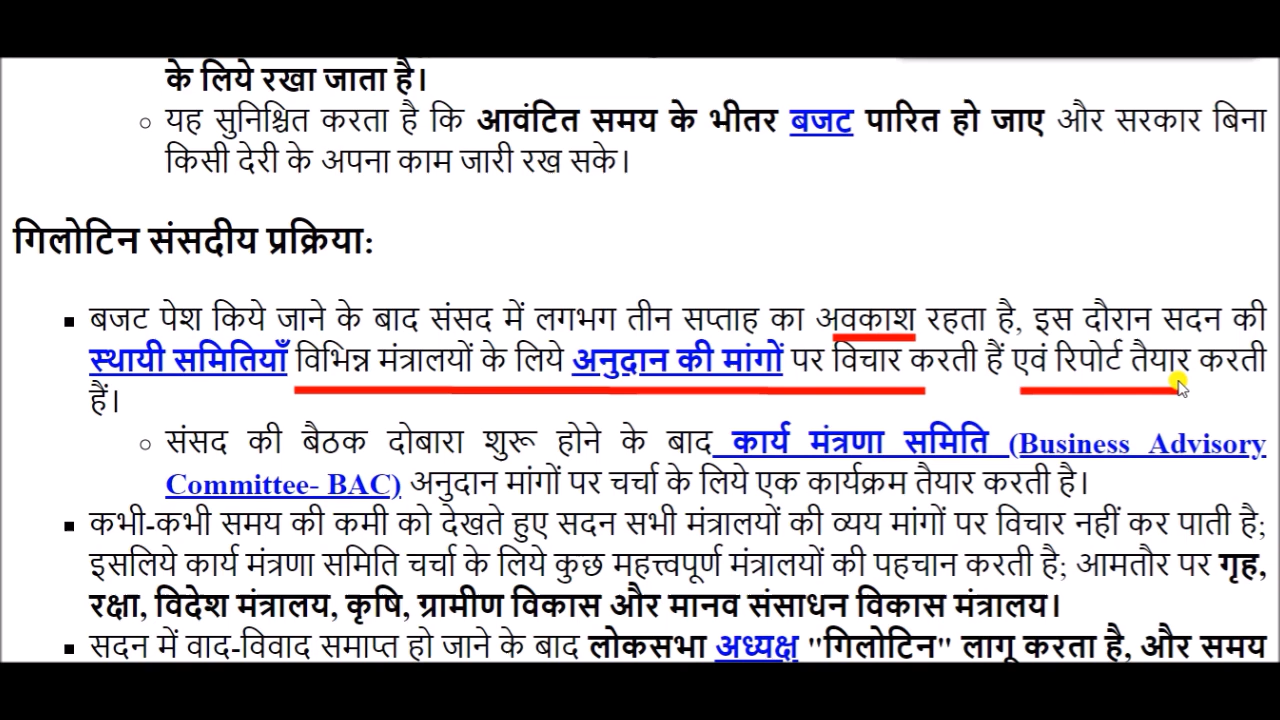 के लिये रखा जाता है।
यह सुनिश्चित करता है कि आवंटित समय के भीतर बजट पारित हो जाए और सरकार बिना
किसी देरी के अपना काम जारी रख सके।
गिलोटिन संसदीय प्रक्रिया:
बजट पेश किये जाने के बाद संसद में लगभग तीन सप्ताह का अवकाश रहता है, इस दौरान सदन की
स्थायी समितियाँ विभिन्न मंत्रालयों के लिये अनुदान की मांगों पर विचार करती हैं एवं रिपोर्ट तैयार करती
हैं।
संसद की बैठक दोबारा शुरू होने के बाद कार्य मंत्रणा समिति (Business Advisory
Committee- BAC) अनुदान मांगों पर चर्चा के लिये एक कार्यक्रम तैयार करती है।
कभी-कभी समय की कमी को देखते हुए सदन सभी मंत्रालयों की व्यय मांगों पर विचार नहीं कर पाती है;
इसलिये कार्य मंत्रणा समिति चर्चा के लिये कुछ महत्त्वपूर्ण मंत्रालयों की पहचान करती है; आमतौर पर गृह,
रक्षा, विदेश मंत्रालय, कृषि, ग्रामीण विकास और मानव संसाधन विकास मंत्रालय।
सदन में वाद-विवाद समाप्त हो जाने के बाद लोकसभा अध्यक्ष "गिलोटिन" लागू करता है, और समय